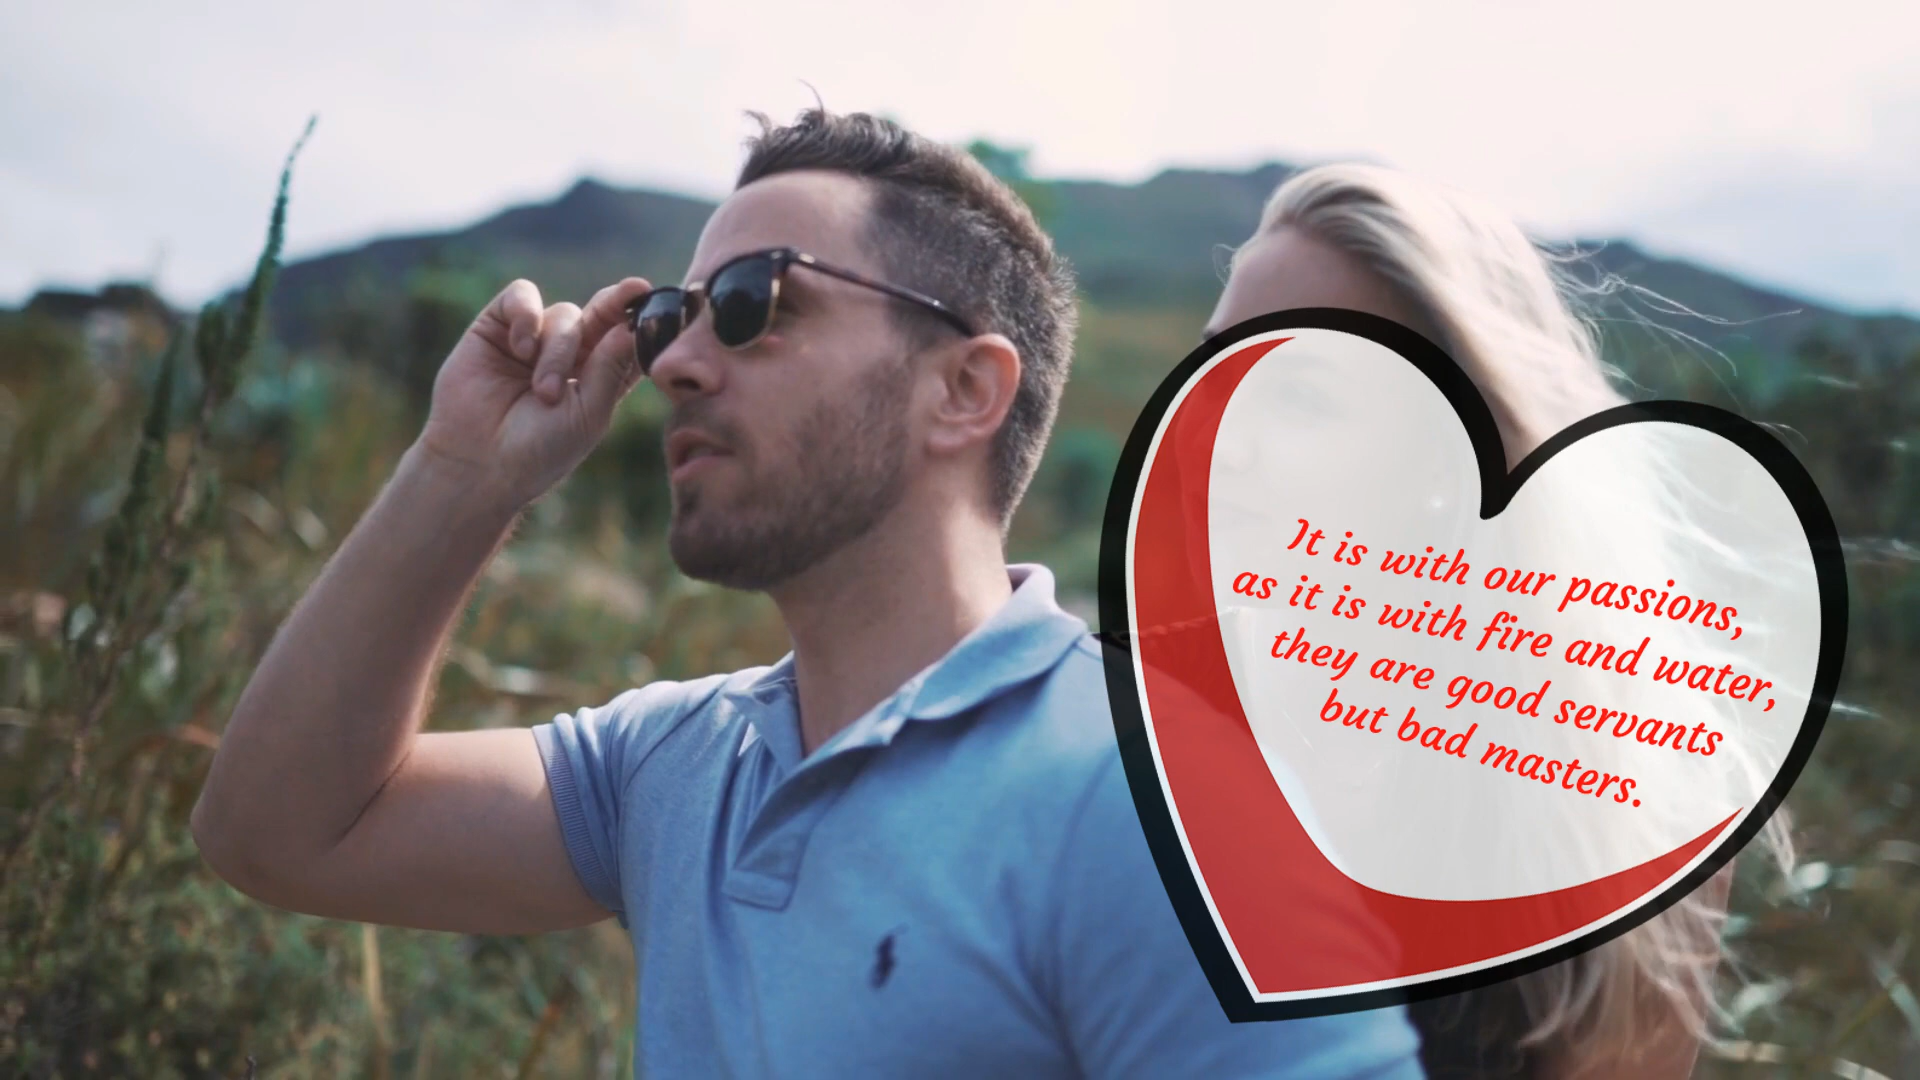 It is with our passions,
as it is with fire and water,
they are good servants
but bad masters.